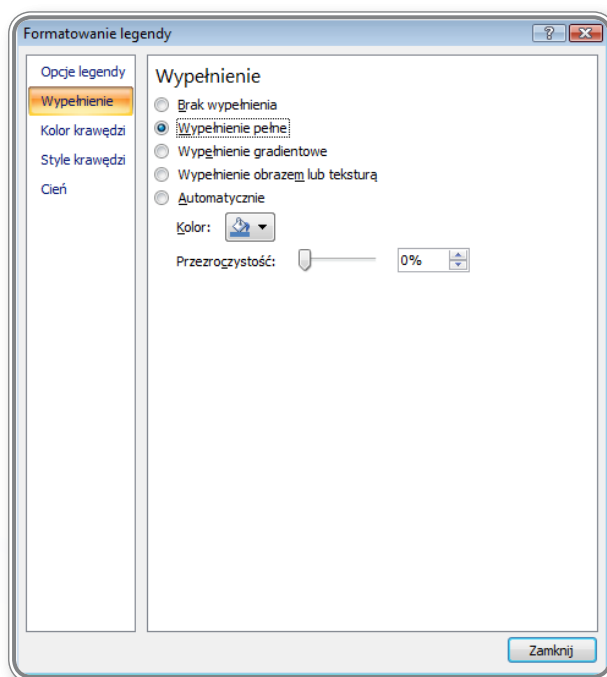 Formatowanie legendy
Opcje legendy
Wypełnienie
Kolor krawędzi
Style krawędzi
Cień
Wypełnienie
Brak wypełnienia
Wypełnienie pełne
Wypełnienie gradientowe
Wypełnienie obrazem lub teksturą
Automatycznie
Kolor:
Przezroczystość: 0%
Zamknij